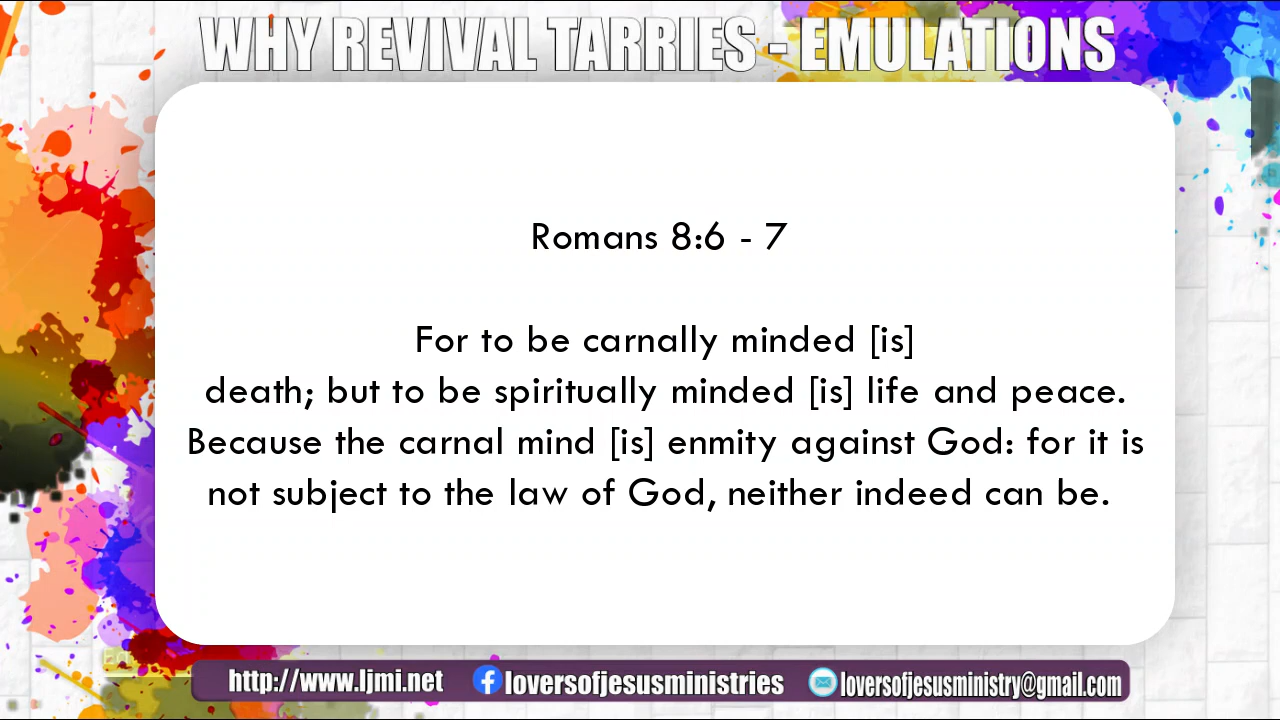 WHY REVIVAL TARRIES - EMULATIONS
Romans 8:6 - 7
For to be carnally minded [is]
death; but to be spiritually minded [is] life and peace.
Because the carnal mind [is] enmity against God: for it is
not subject to the law of God, neither indeed can be.
http://www.ljmi.net loversofjesusministries loversofjesusministry@gmail.com